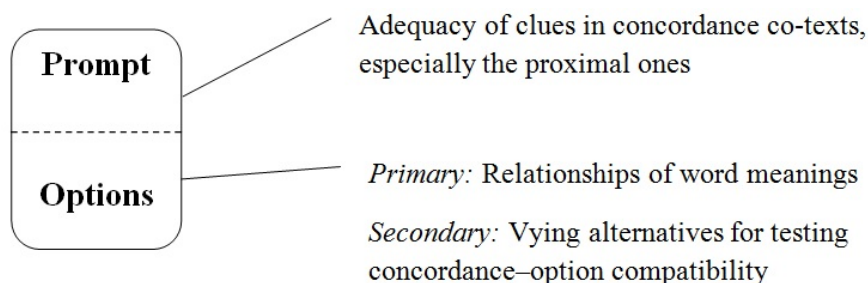 Prompt
Adequacy of clues in concordance co-texts,
especially the proximal ones
Options
Primary: Relationships of word meanings
Secondary: Vying alternatives for testing
concordance–option compatibility